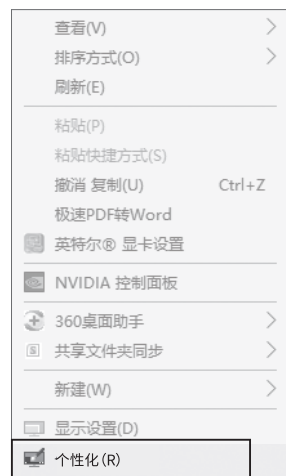 查看(V)
排序方式(O)
刷新(E)
粘贴(P)
粘贴快捷方式(S)
撤消 复制(U) Ctrl+Z
极速PDF转Word
英特尔® 显卡设置
NVIDIA 控制面板
360桌面助手
共享文件夹同步
新建(W)
显示设置(D)
个性化(R)